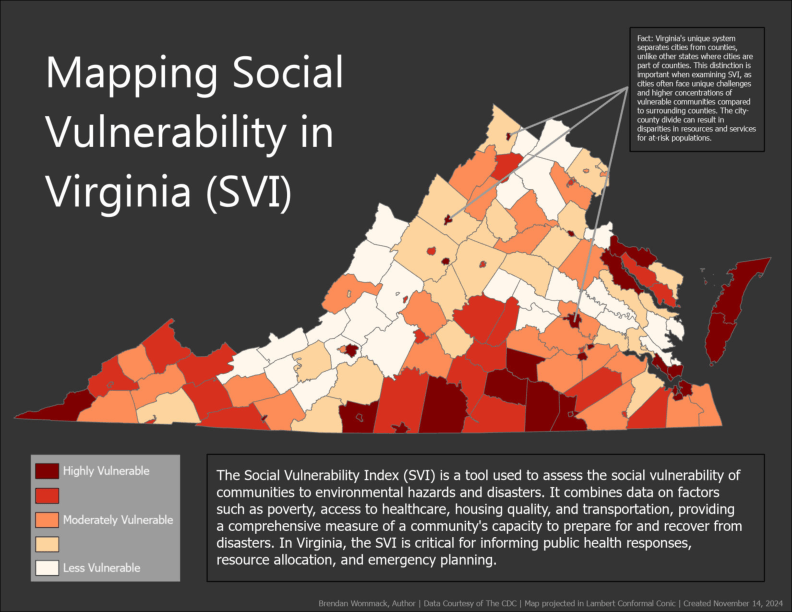 Mapping Social
Vulnerability in
Virginia (SVI)
Fact: Virginia's unique system
separates cities from counties,
unlike other states where cities are
part of counties. This distinction is
important when examining SVI, as
cities often face unique challenges
and higher concentrations of
vulnerable communities compared
to surrounding counties. The city-
county divide can result in
disparities in resources and services
for at-risk populations.
Highly Vulnerable
Moderately Vulnerable
Less Vulnerable
The Social Vulnerability Index (SVI) is a tool used to assess the social vulnerability of
communities to environmental hazards and disasters. It combines data on factors
such as poverty, access to healthcare, housing quality, and transportation, providing
a comprehensive measure of a community's capacity to prepare for and recover from
disasters. In Virginia, the SVI is critical for informing public health responses,
resource allocation, and emergency planning.
Brendan Wommack, Author | Data Courtesy of The CDC | Map projected in Lambert Conformal Conic | Created November 14, 2024